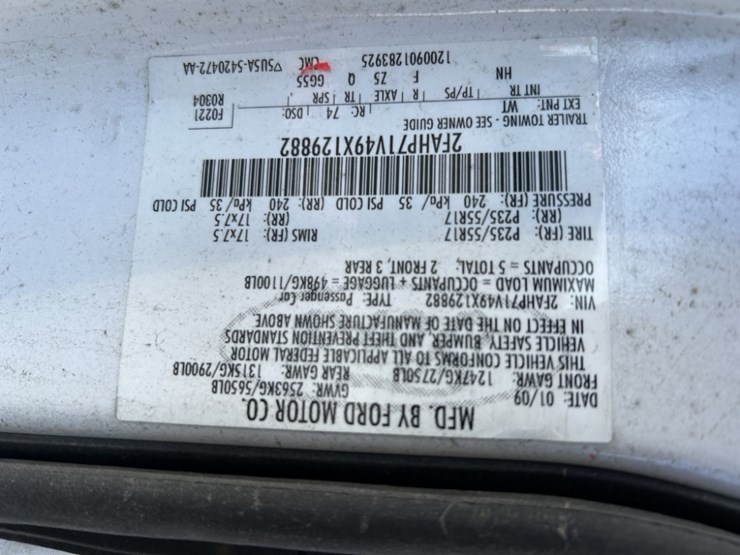 MFD. BY FORD MOTOR CO.
DATE: 01/09 GVWR: 2563KG/5650LB
FRONT GAWR: 1247KG/2750LB REAR GAWR: 1315KG/2900LB
THIS VEHICLE CONFORMS TO ALL APPLICABLE FEDERAL MOTOR
VEHICLE SAFETY, BUMPER, AND THEFT PREVENTION STANDARDS
IN EFFECT ON THE DATE OF MANUFACTURE SHOWN ABOVE
VIN: 2FAHP71V49X129882 TYPE: Passenger Car
MAXIMUM LOAD = OCCUPANTS + LUGGAGE = 498KG/1100LB
OCCUPANTS = 5 TOTAL: 2 FRONT, 3 REAR
TIRE (FR): P235/55R17 RIMS (FR): 17x7.5
(RR): P235/55R17 (RR): 17x7.5
PRESSURE (FR): 240 kPa/ 35 PSI COLD (RR): 240 kPa/ 35 PSI COLD
2FAHP71V49X129882
TRAILER TOWING - SEE OWNER GUIDE
EXT PNT: WT RC: 74 DSO: F0221
INT TR TP/PS R AXLE TR SPR R0304
HN F Z5 Q GG55
120090128392S CMC ▽5U5A-5420472-AA